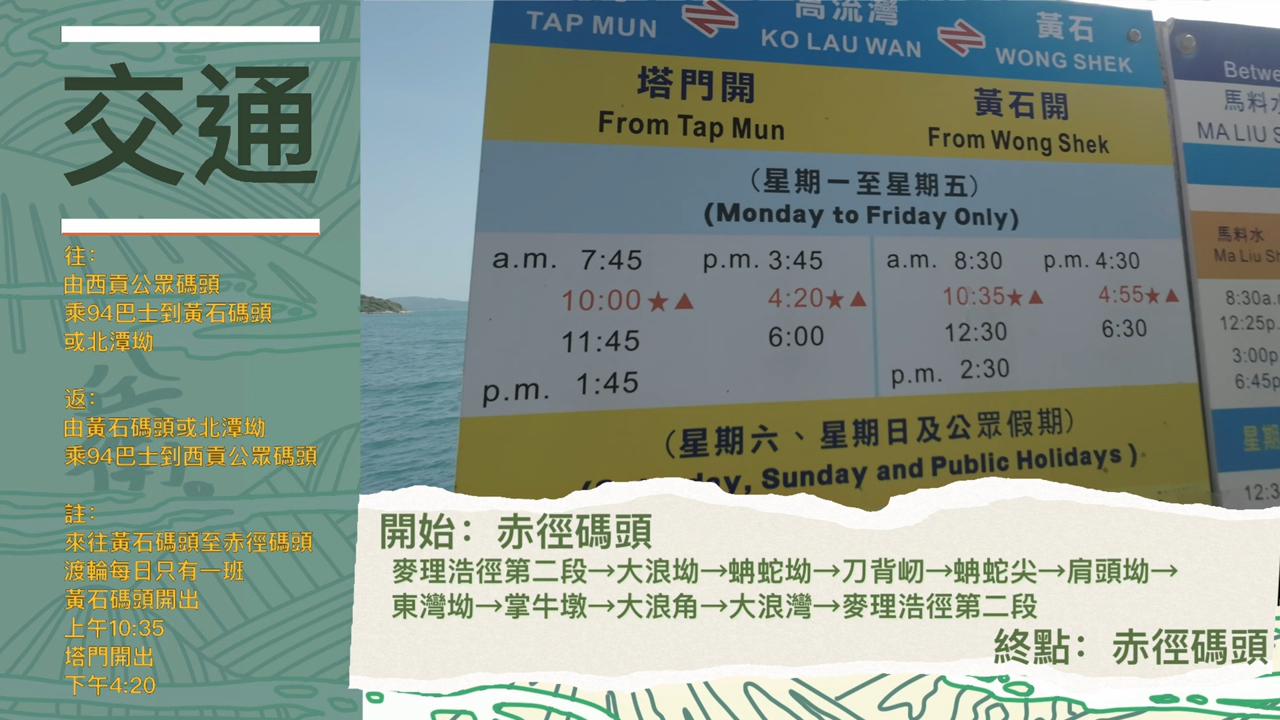 交通
往：
由西貢公眾碼頭
乘94巴士到黃石碼頭
或北潭坳
返：
由黃石碼頭或北潭坳
乘94巴士到西貢公眾碼頭
註：
來往黃石碼頭至赤徑碼頭
渡輪每日只有一班
黃石碼頭開出
上午10:35
塔門開出
下午4:20
高流灣 黃石
TAP MUN KO LAU WAN WONG SHEK
塔門開 黃石開
From Tap Mun From Wong Shek
（星期一至星期五）
(Monday to Friday Only)
a.m. 7:45 p.m. 3:45 a.m. 8:30 p.m. 4:30
10:00★▲ 4:20★▲ 10:35★▲ 4:55★▲
11:45 6:00 12:30 6:30
p.m. 1:45 p.m. 2:30
（星期六、星期日及公眾假期）
Sunday and Public Holidays )
馬料水
馬料水
8:30a.
12:25p
3:00p
6:45p
12:3
開始：赤徑碼頭
麥理浩徑第二段→大浪坳→蚺蛇坳→刀背屻→蚺蛇尖→肩頭坳→
東灣坳→掌牛墩→大浪角→大浪灣→麥理浩徑第二段
終點：赤徑碼頭